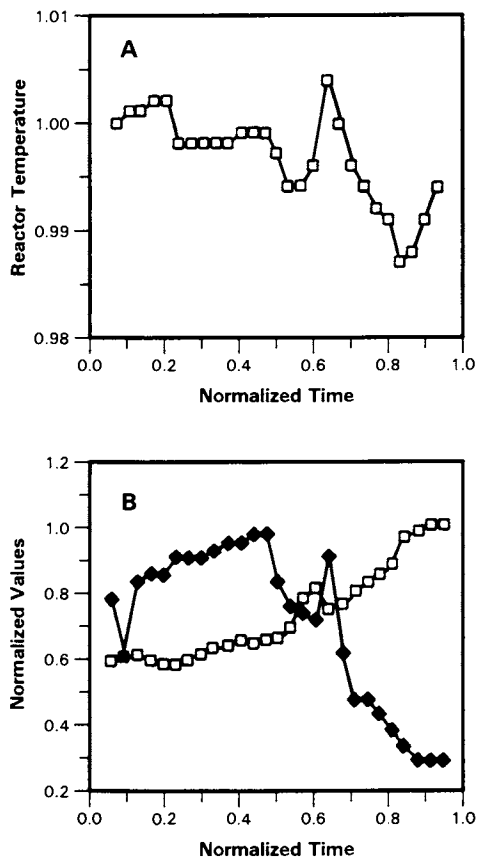 A
1.01
1.00
0.99
0.98
Reactor Temperature
0.0 0.2 0.4 0.6 0.8 1.0
Normalized Time
B
1.2
1.0
0.8
0.6
0.4
0.2
Normalized Values
0.0 0.2 0.4 0.6 0.8 1.0
Normalized Time